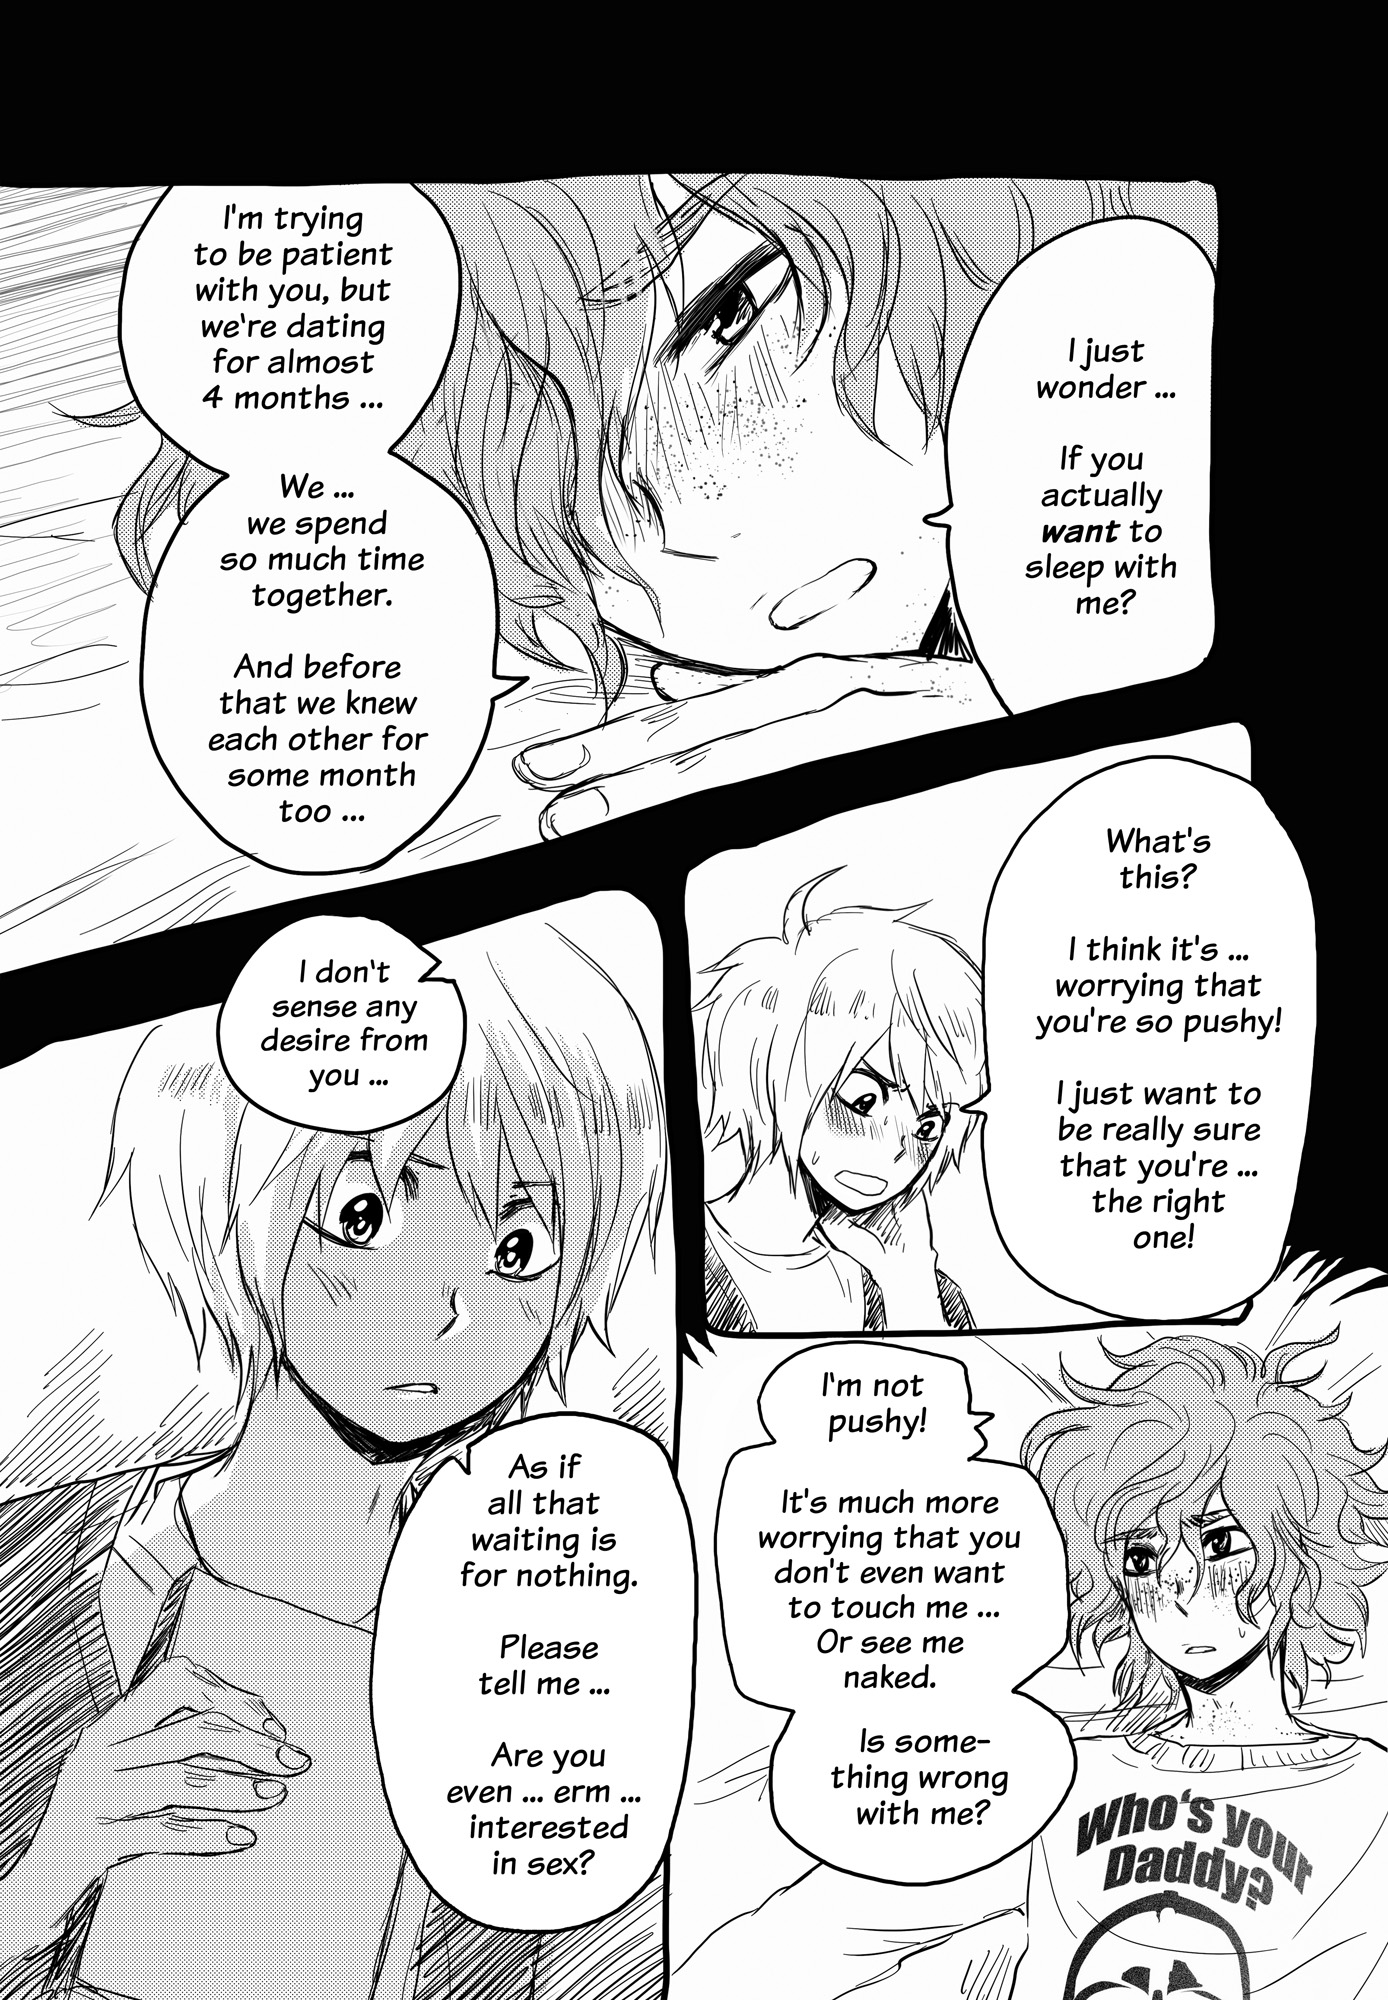 I'm trying
to be patient
with you, but
we're dating
for almost
4 months ...
We ...
we spend
so much time
together.
And before
that we knew
each other for
some month
too ...
I just
wonder ...
If you
actually
want to
sleep with
me?
What's
this?
I think it's ...
worrying that
you're so pushy!
I just want to
be really sure
that you're ...
the right
one!
I don't
sense any
desire from
you ...
As if
all that
waiting is
for nothing.
Please
tell me ...
Are you
even ... erm ...
interested
in sex?
I'm not
pushy!
It's much more
worrying that you
don't even want
to touch me ...
Or see me
naked.
Is some-
thing wrong
with me?
Who's your
Daddy?